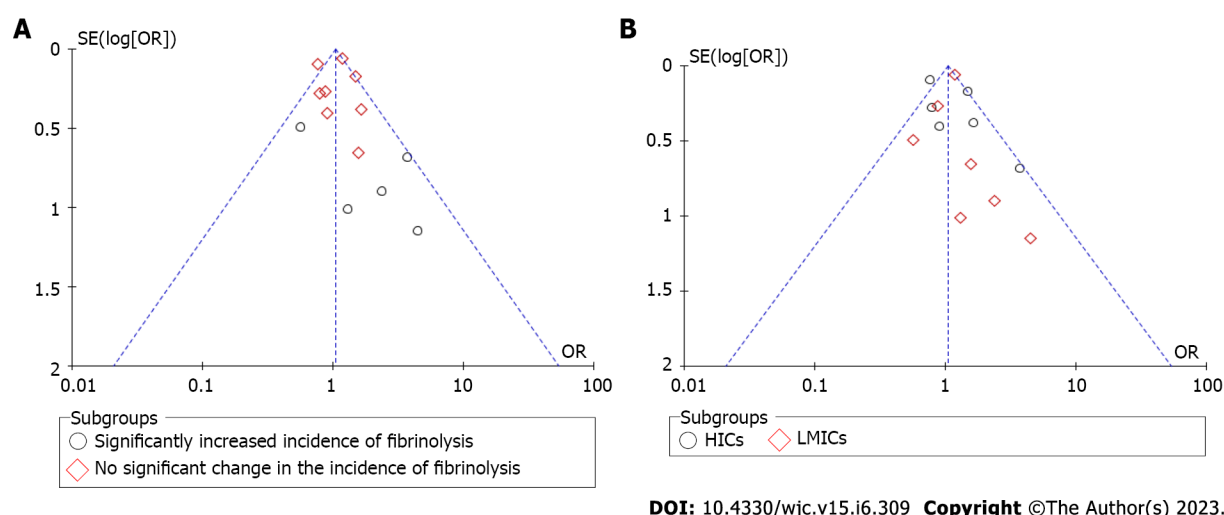 A
SE(log[OR])
0
0.5
1
1.5
2
OR
0.01 0.1 1 10 100
Subgroups
Significantly increased incidence of fibrinolysis
No significant change in the incidence of fibrinolysis
B
SE(log[OR])
0
0.5
1
1.5
2
OR
0.01 0.1 1 10 100
Subgroups
HICs LMICs
DOI: 10.4330/wjc.v15.i6.309 Copyright ©The Author(s) 2023.